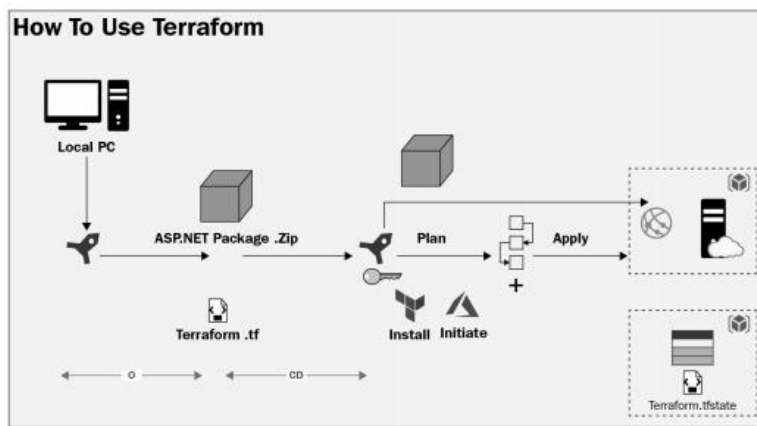 How To Use Terraform
Local PC
ASP.NET Package .Zip
Plan
Apply
Terraform .tf
Install
Initiate
O
CD
Terraform.tfstate